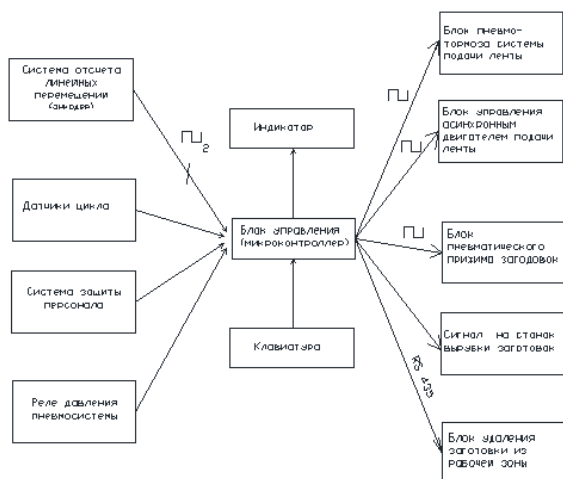 Система отсчета
линейных
перемещений
(энкодер)
2
Датчики цикла
Система защиты
персонала
Реле давления
пневмосистемы
Индикатор
Блок управления
(микроконтроллер)
Клавиатура
Блок пневмо-
тормоза системы
подачи ленты
Блок управления
асинхронным
двигателем подачи
ленты
Блок
пневматического
прижима заготовок
Сигнал на станок
вырубки заготовок
RS 435
Блок удаления
заготовки из
рабочей зоны